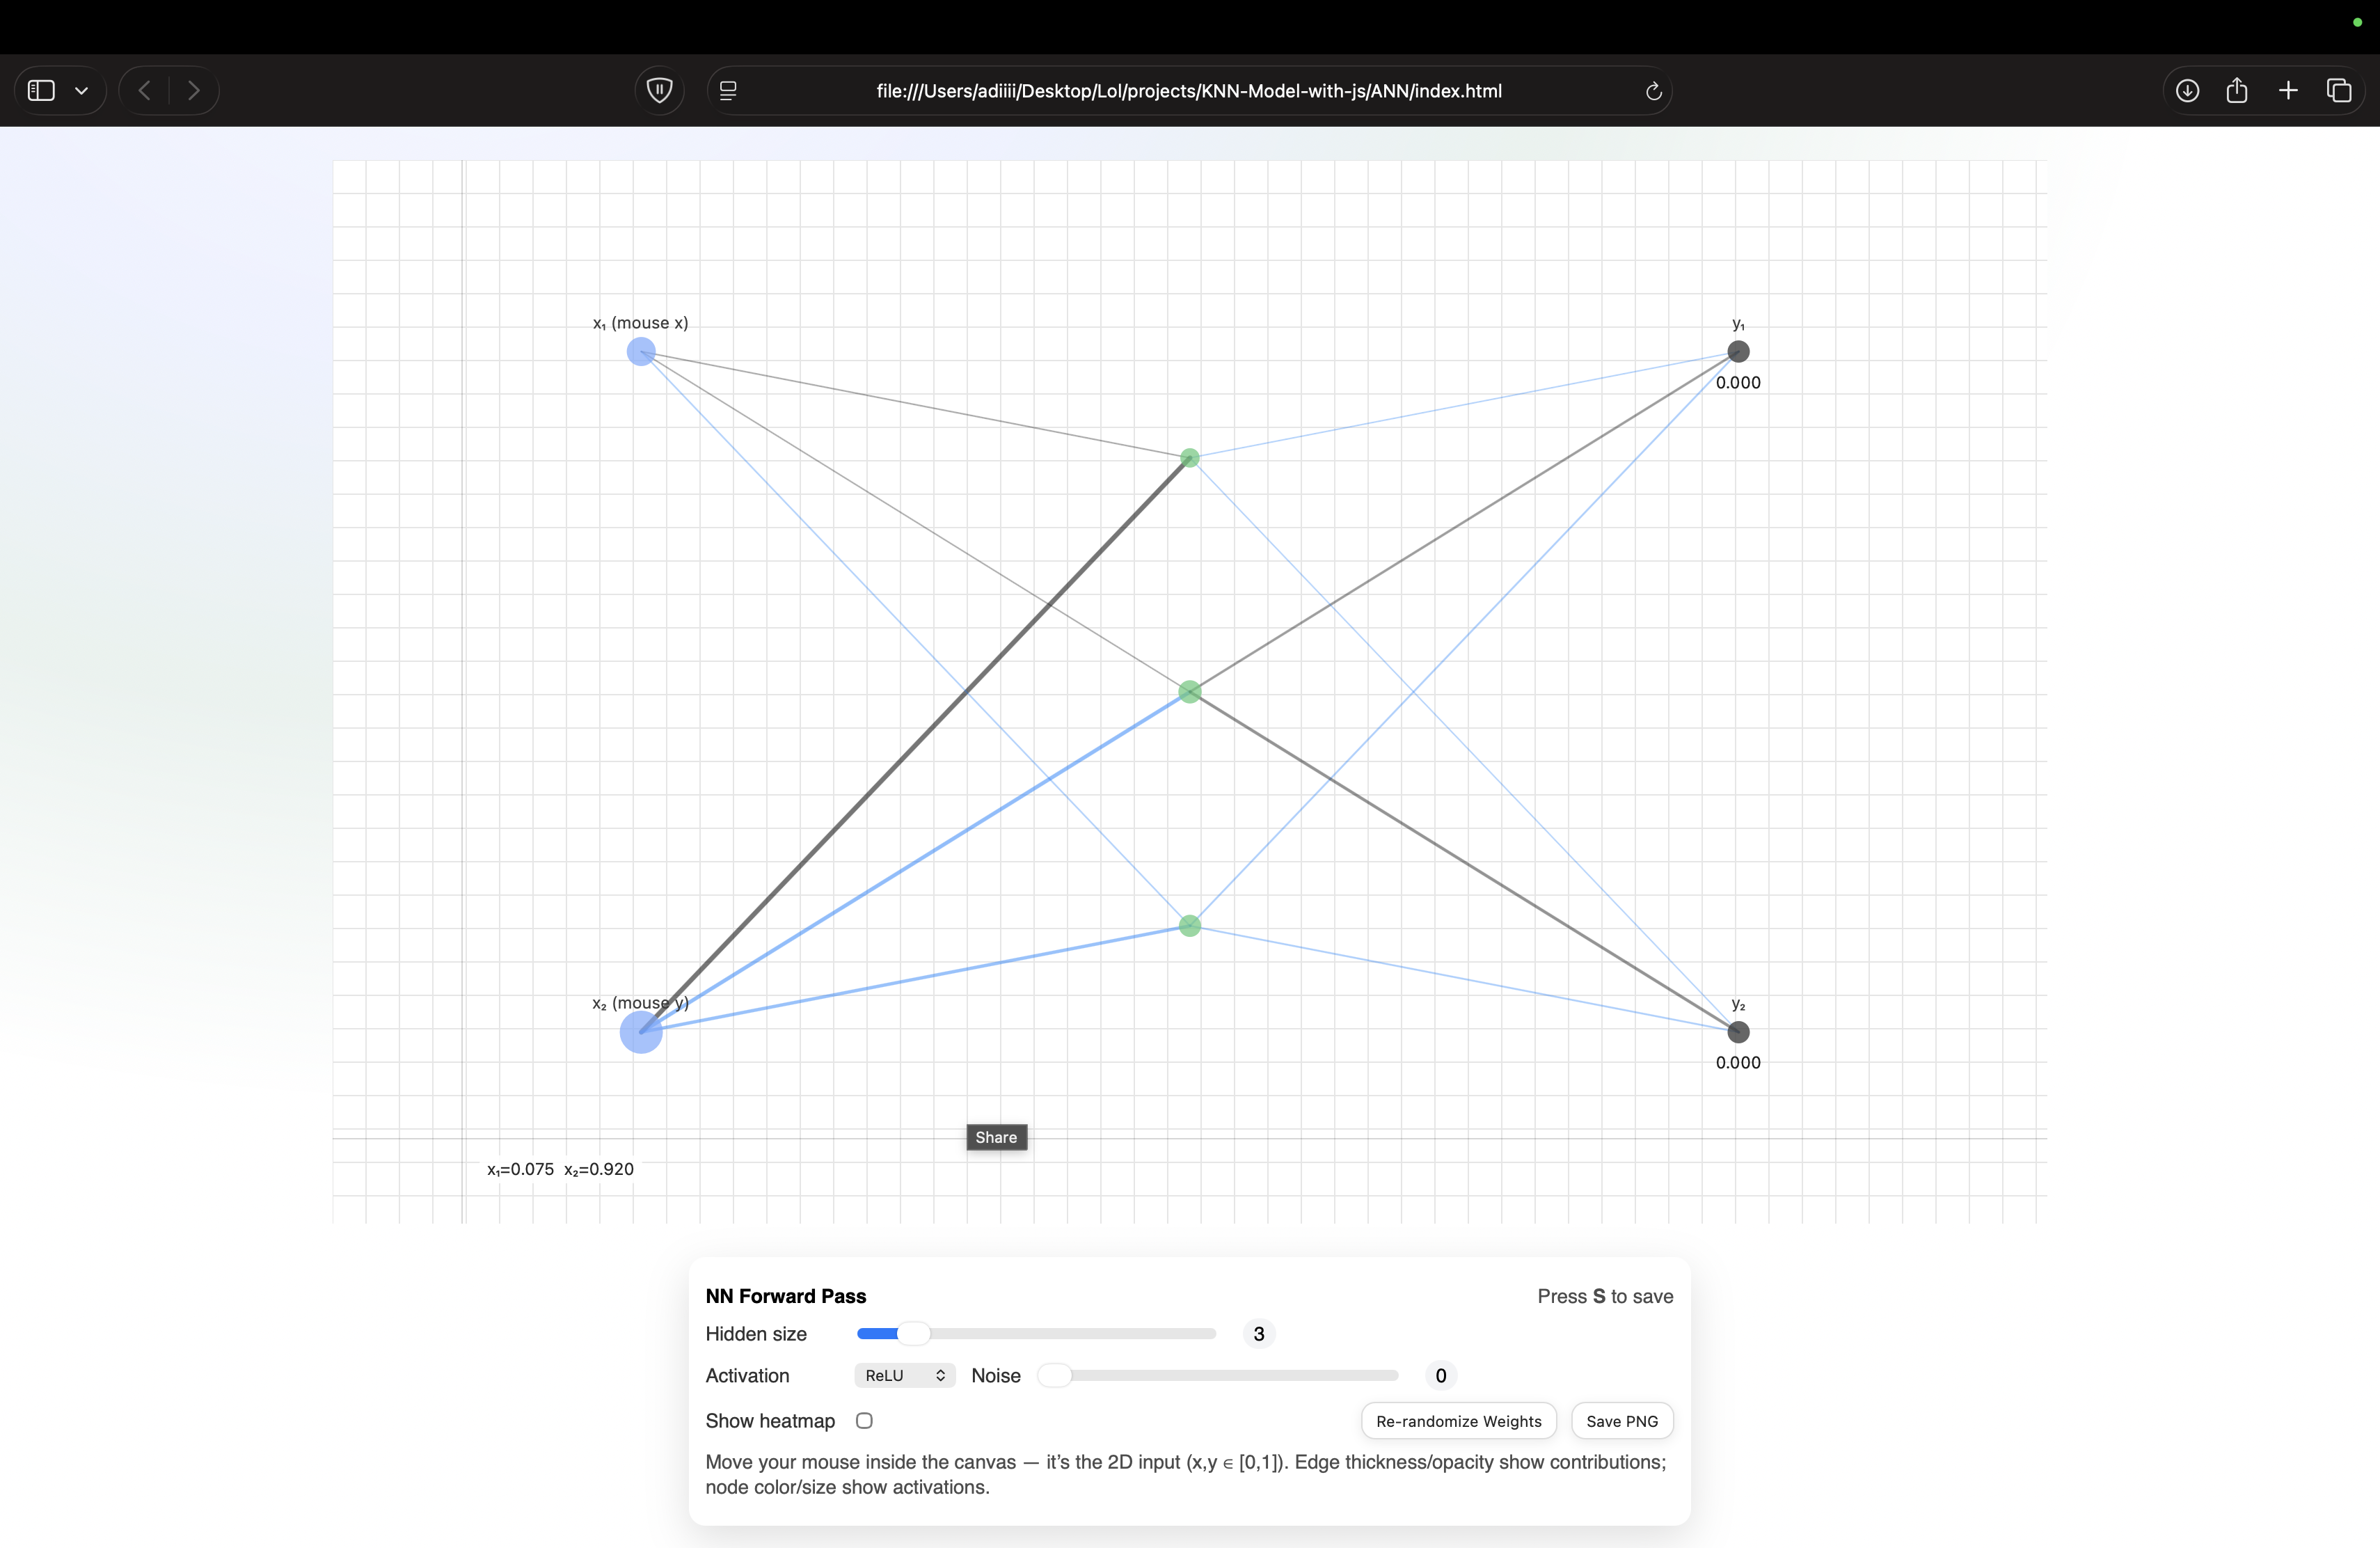 file:///Users/adiiii/Desktop/Lol/projects/KNN-Model-with-js/ANN/index.html
x₁ (mouse x)
y₁
0.000
x₂ (mouse y)
y₂
0.000
Share
x₁=0.075 x₂=0.920
NN Forward Pass
Press S to save
Hidden size
3
Activation
ReLU
Noise
0
Show heatmap
Re-randomize Weights
Save PNG
Move your mouse inside the canvas — it’s the 2D input (x,y ∈ [0,1]). Edge thickness/opacity show contributions;
node color/size show activations.